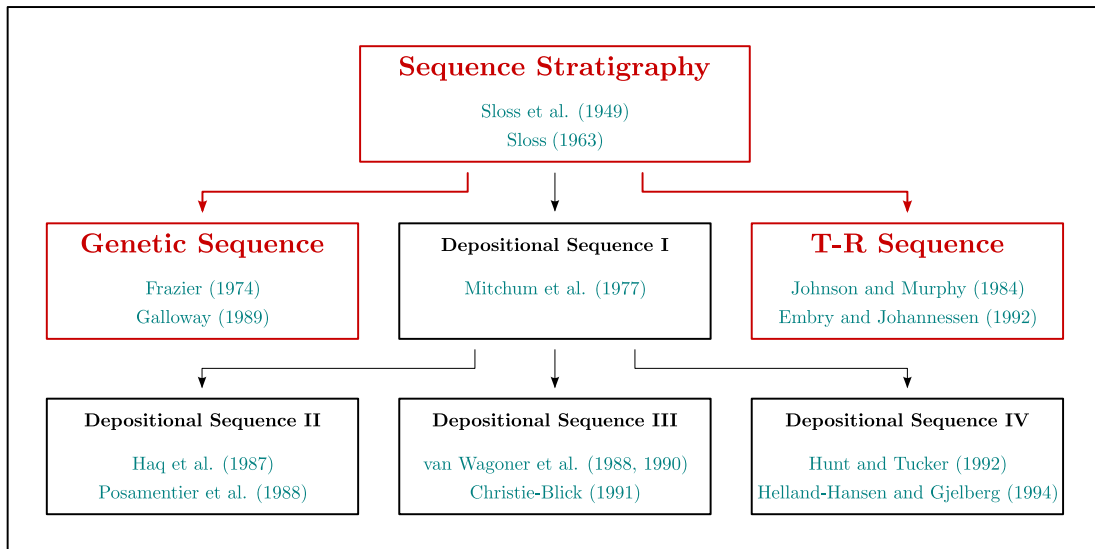 Sequence Stratigraphy
Sloss et al. (1949)
Sloss (1963)
Genetic Sequence
Frazier (1974)
Galloway (1989)
Depositional Sequence I
Mitchum et al. (1977)
T-R Sequence
Johnson and Murphy (1984)
Embry and Johannessen (1992)
Depositional Sequence II
Haq et al. (1987)
Posamentier et al. (1988)
Depositional Sequence III
van Wagoner et al. (1988, 1990)
Christie-Blick (1991)
Depositional Sequence IV
Hunt and Tucker (1992)
Helland-Hansen and Gjelberg (1994)